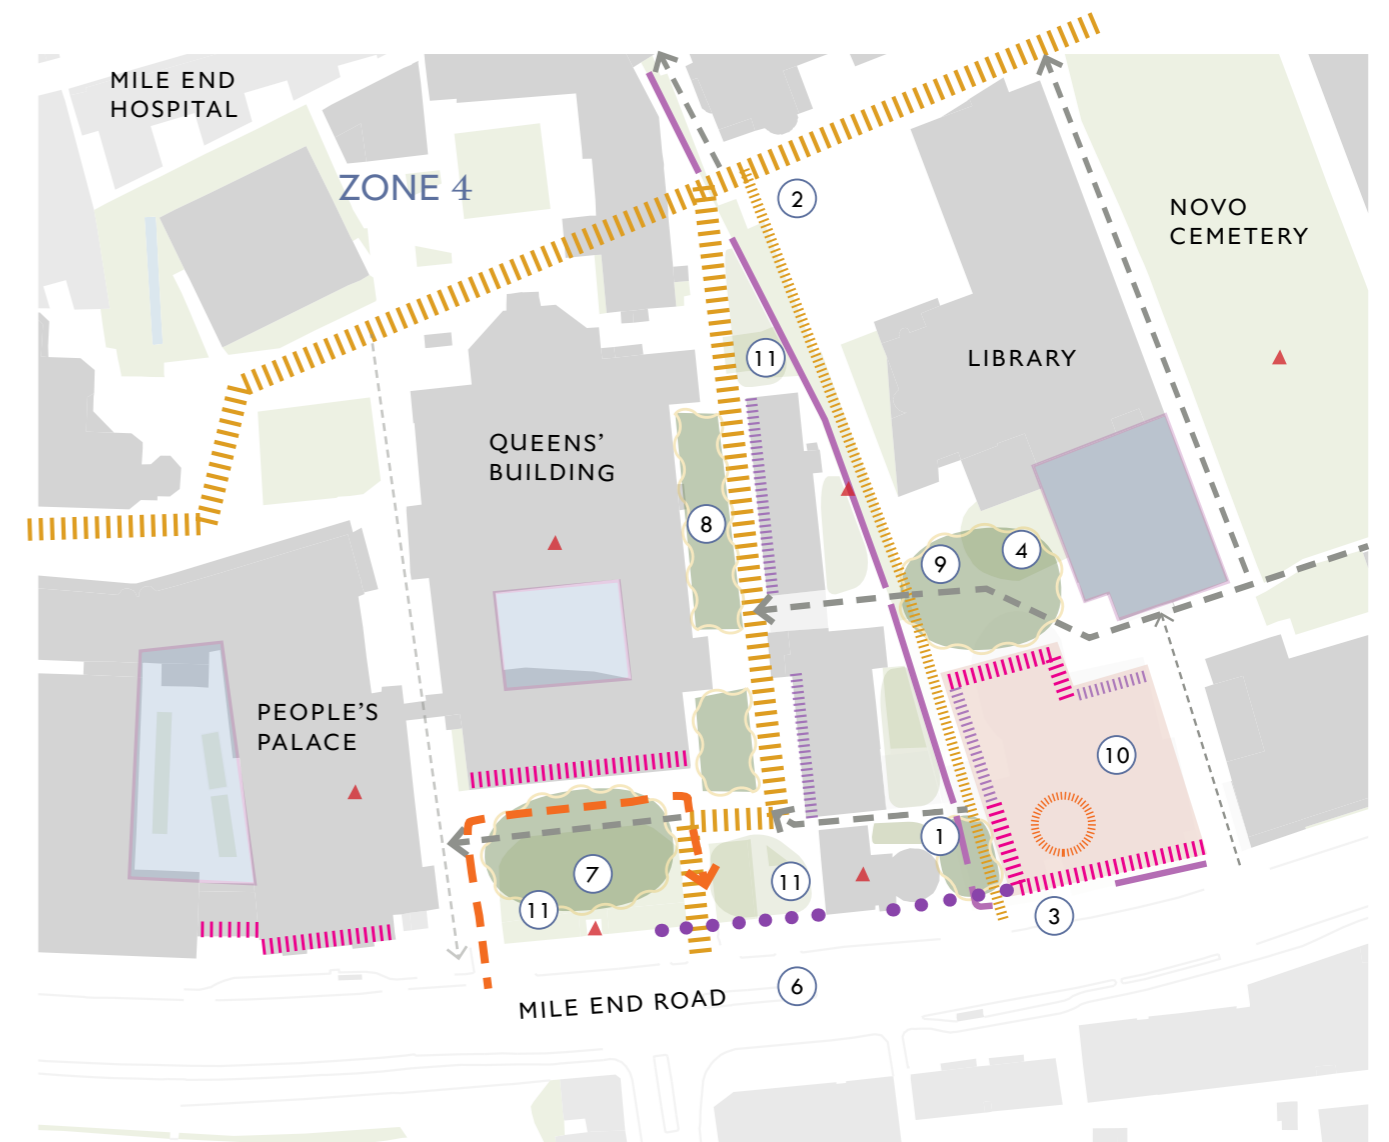 MILE END
HOSPITAL
ZONE 4
2
NOVO
CEMETERY
11
LIBRARY
QUEENS’
BUILDING
8
9
4
PEOPLE’S
PALACE
10
1
7
11
11
3
6
MILE END ROAD